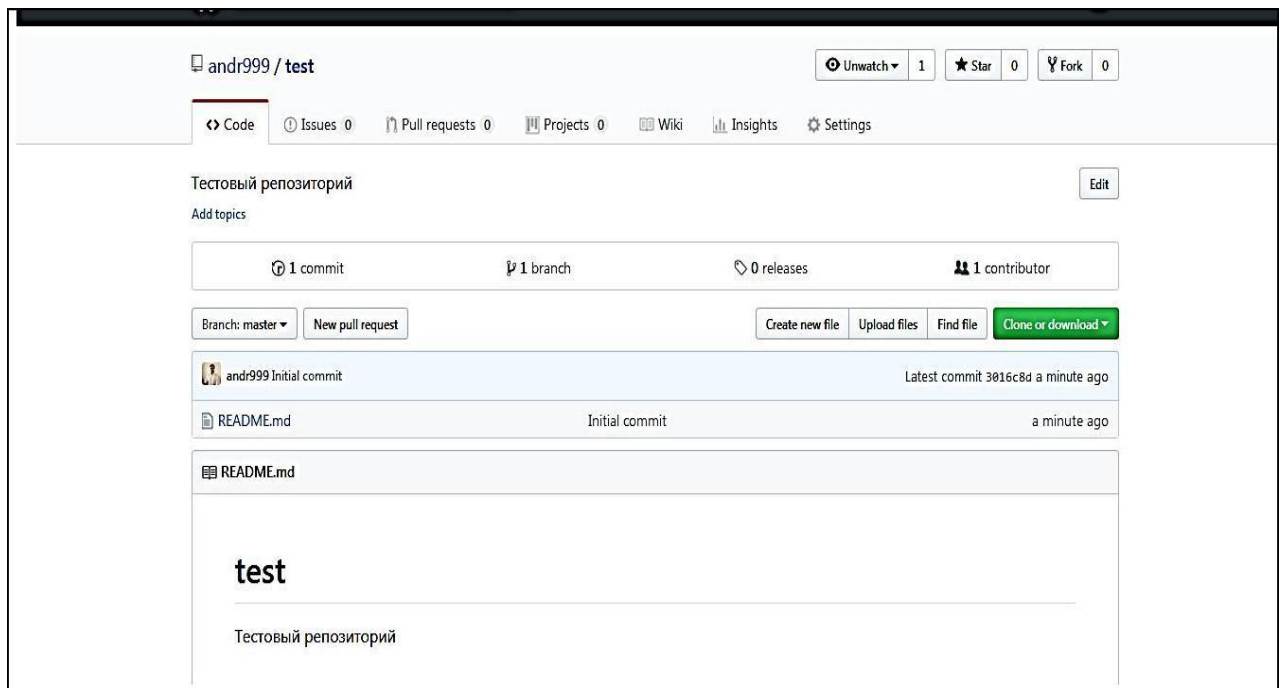 andr999 / test
Unwatch 1 Star 0 Fork 0
Code Issues 0 Pull requests 0 Projects 0 Wiki Insights Settings
Тестовый репозиторий Edit
Add topics
1 commit 1 branch 0 releases 1 contributor
Branch: master New pull request Create new file Upload files Find file Clone or download
andr999 Initial commit Latest commit 3016c8d a minute ago
README.md Initial commit a minute ago
README.md
test
Тестовый репозиторий